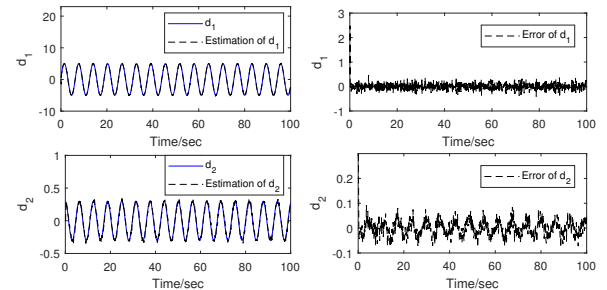 20
10
0
-10
d1
d1
Estimation of d1
0 20 40 60 80 100
Time/sec
3
2
1
0
1
d1
Error of d1
0 20 40 60 80 100
Time/sec
1
0.5
0
-0.5
d2
d2
Estimation of d2
0 20 40 60 80 100
Time/sec
0.2
0.1
0
-0.1
d2
Error of d2
0 20 40 60 80 100
Time/sec